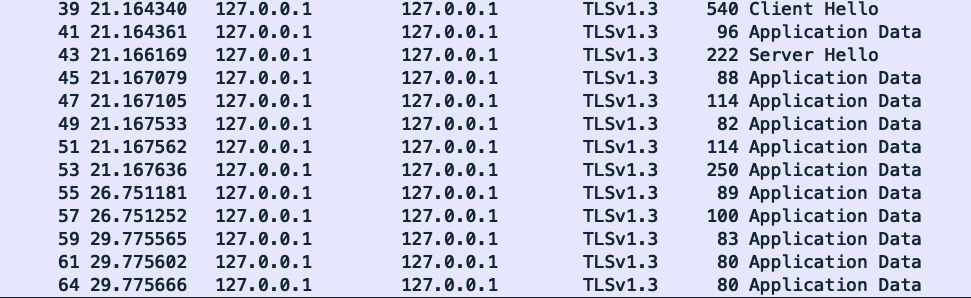 39 21.164340 127.0.0.1 127.0.0.1 TLSv1.3 540 Client Hello
41 21.164361 127.0.0.1 127.0.0.1 TLSv1.3 96 Application Data
43 21.166169 127.0.0.1 127.0.0.1 TLSv1.3 222 Server Hello
45 21.167079 127.0.0.1 127.0.0.1 TLSv1.3 88 Application Data
47 21.167105 127.0.0.1 127.0.0.1 TLSv1.3 114 Application Data
49 21.167533 127.0.0.1 127.0.0.1 TLSv1.3 82 Application Data
51 21.167562 127.0.0.1 127.0.0.1 TLSv1.3 114 Application Data
53 21.167636 127.0.0.1 127.0.0.1 TLSv1.3 250 Application Data
55 26.751181 127.0.0.1 127.0.0.1 TLSv1.3 89 Application Data
57 26.751252 127.0.0.1 127.0.0.1 TLSv1.3 100 Application Data
59 29.775565 127.0.0.1 127.0.0.1 TLSv1.3 83 Application Data
61 29.775602 127.0.0.1 127.0.0.1 TLSv1.3 80 Application Data
64 29.775666 127.0.0.1 127.0.0.1 TLSv1.3 80 Application Data